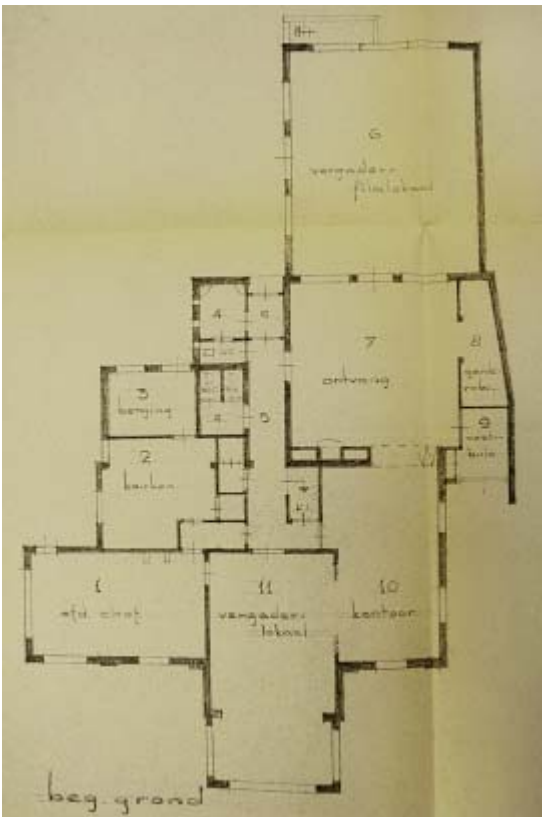 6
vergader-
filmlokaal
4
6
7
ontvang
8
garde
robe
3
berging
4
5
9
2
keuken
1
afd. chef
11
vergader-
lokaal
10
kantoor
beg. grond